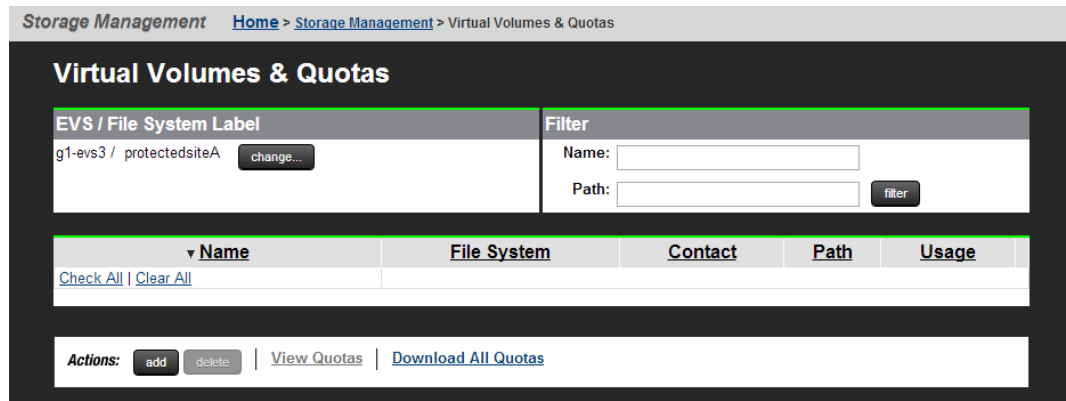 Storage Management Home > Storage Management > Virtual Volumes & Quotas
Virtual Volumes & Quotas
EVS / File System Label
g1-evs3 / protectedsiteA change...
Filter
Name:
Path: filter
▼ Name File System Contact Path Usage
Check All | Clear All
Actions: add delete | View Quotas | Download All Quotas